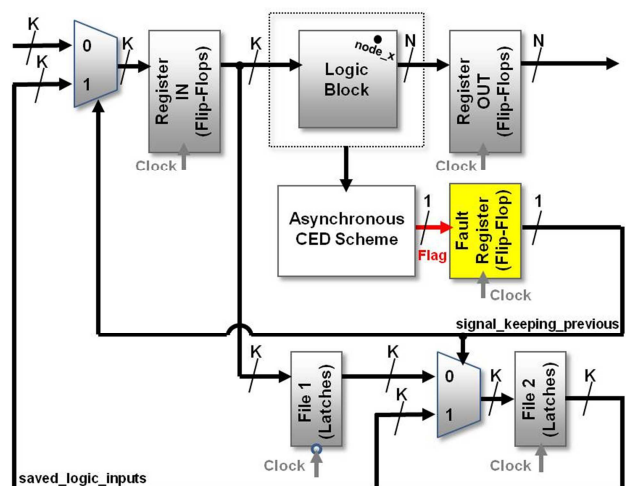 K
K
0
1
K
Register
IN
(Flip-Flops)
Clock
K
node_x
Logic
Block
N
Register
OUT
(Flip-Flops)
Clock
N
Asynchronous
CED Scheme
1
Flag
Fault
Register
(Flip-Flop)
Clock
1
signal_keeping_previous
K
File 1
(Latches)
Clock
K
K
0
1
K
File 2
(Latches)
Clock
K
saved_logic_inputs